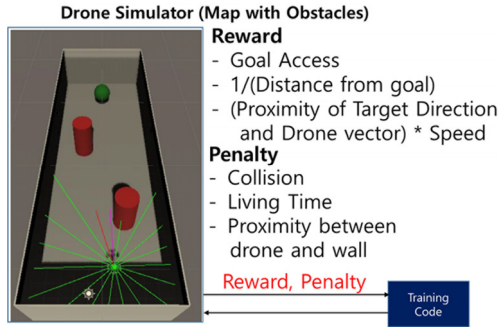 Drone Simulator (Map with Obstacles)
Reward
- Goal Access
- 1/(Distance from goal)
- (Proximity of Target Direction
and Drone vector) * Speed
Penalty
- Collision
- Living Time
- Proximity between
drone and wall
Reward, Penalty
Training
Code